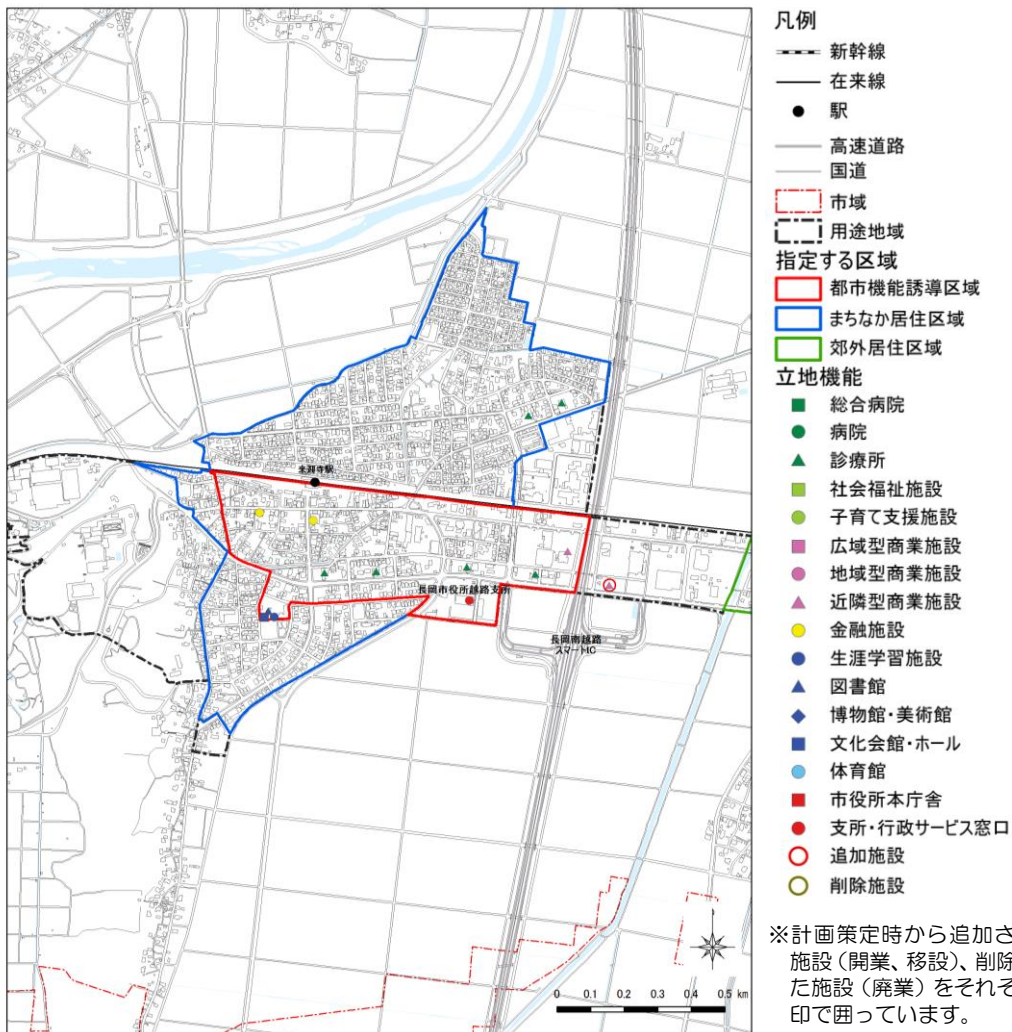 凡例
新幹線
在来線
駅
高速道路
国道
市域
用途地域
指定する区域
都市機能誘導区域
まちなか居住区域
郊外居住区域
立地機能
総合病院
病院
診療所
社会福祉施設
子育て支援施設
広域型商業施設
地域型商業施設
近隣型商業施設
金融施設
生涯学習施設
図書館
博物館・美術館
文化会館・ホール
体育館
市役所本庁舎
支所・行政サービス窓口
追加施設
削除施設
※計画策定時から追加さ
施設（開業、移設）、削除
た施設（廃業）をそれぞ
印で囲っています。
来迎寺駅
長岡市役所越路支所
長岡南越路
スマートIC
0 0.1 0.2 0.3 0.4 0.5 km